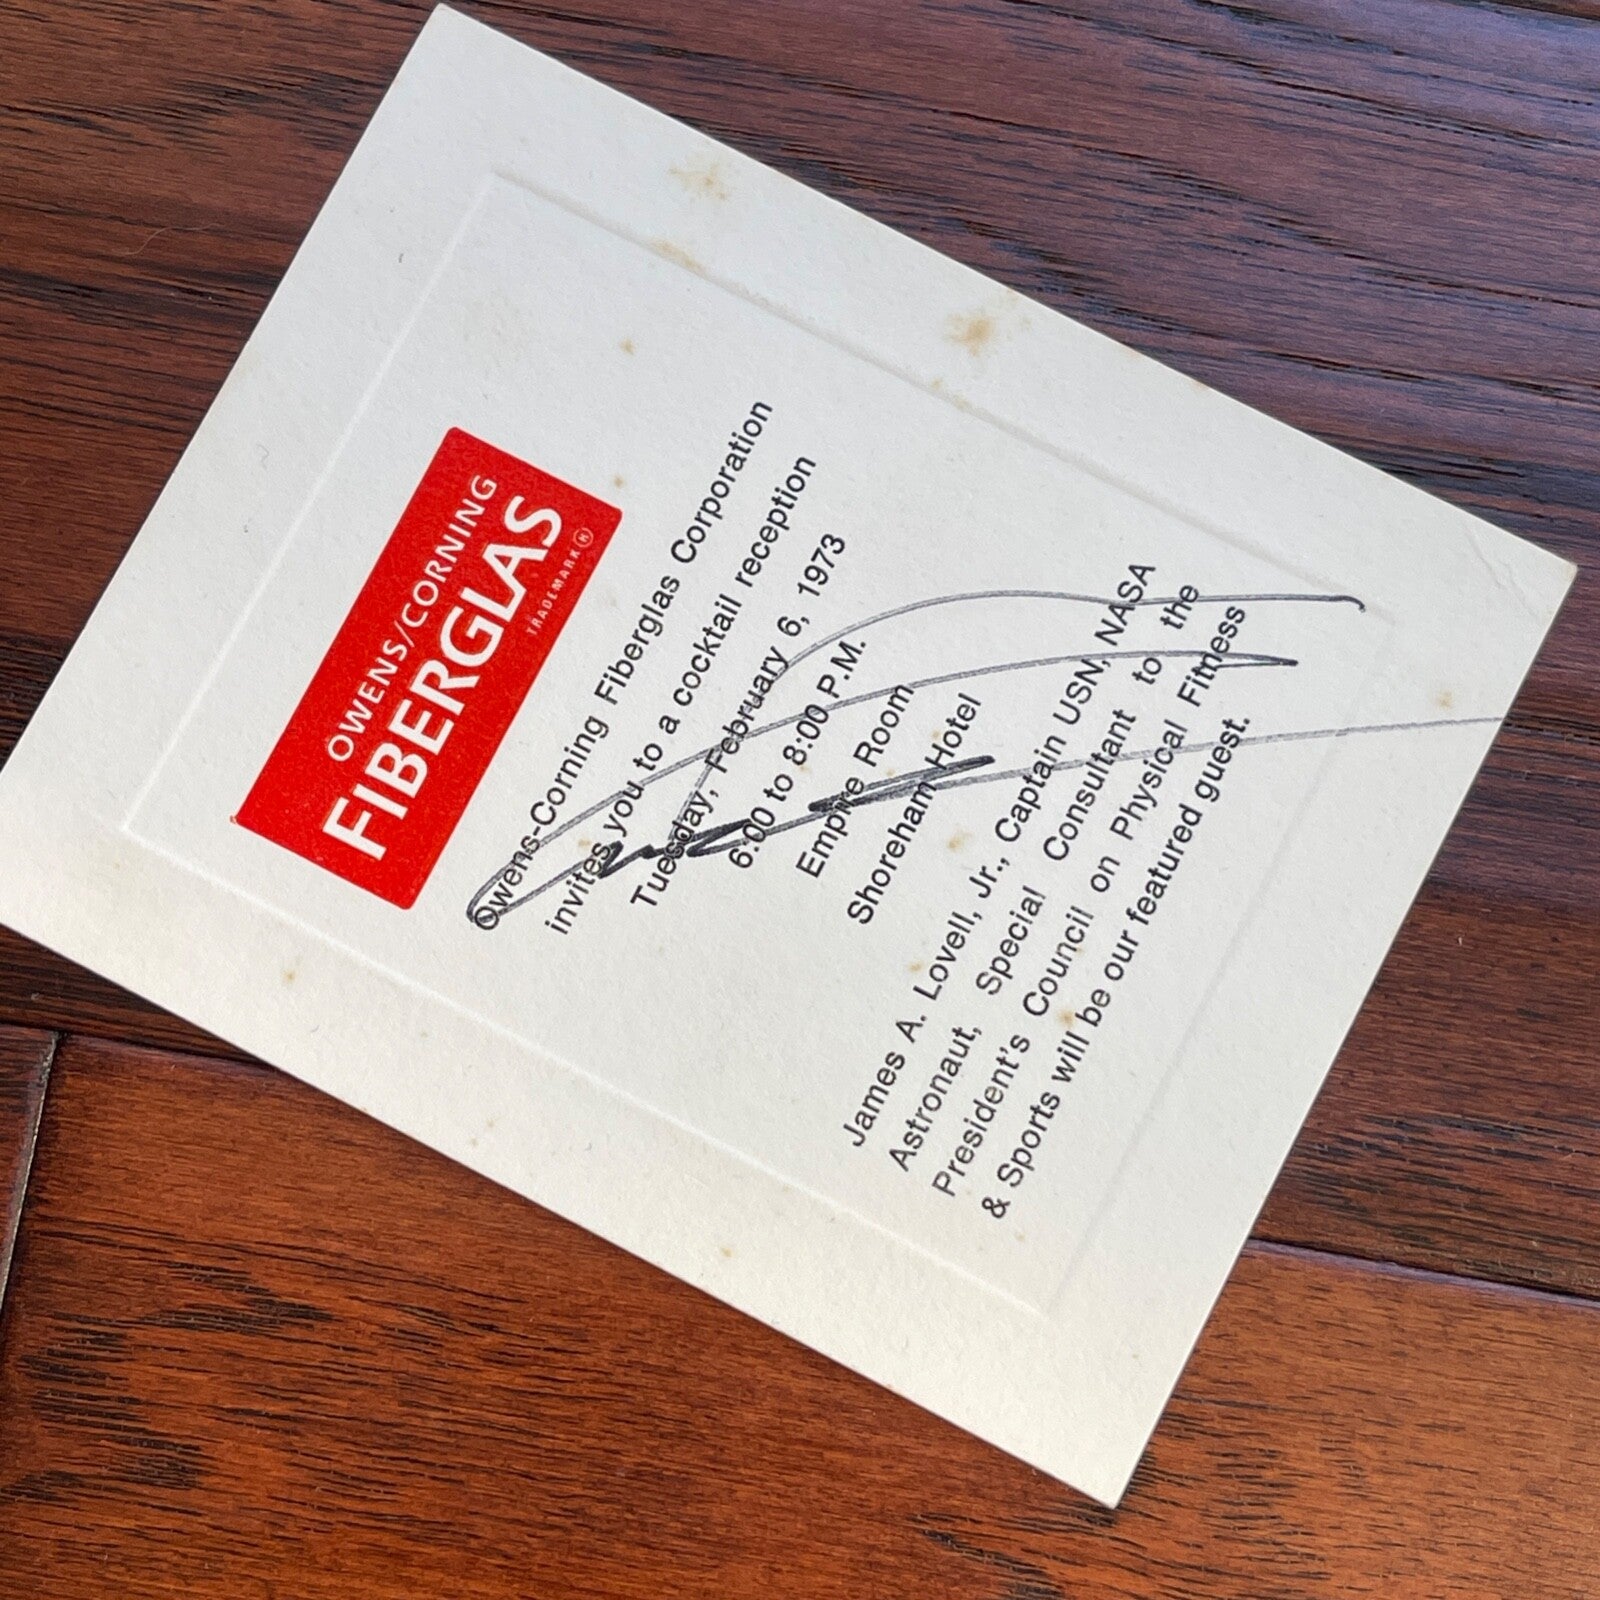 OWENS/CORNING
FIBERGLAS
TRADEMARK ®
Owens-Corning Fiberglas Corporation
invites you to a cocktail reception
Tuesday, February 6, 1973
6:00 to 8:00 P.M.
Empire Room
Shoreham Hotel
James A. Lovell, Jr., Captain USN, NASA
Astronaut, Special Consultant to the
President's Council on Physical Fitness
& Sports will be our featured guest.